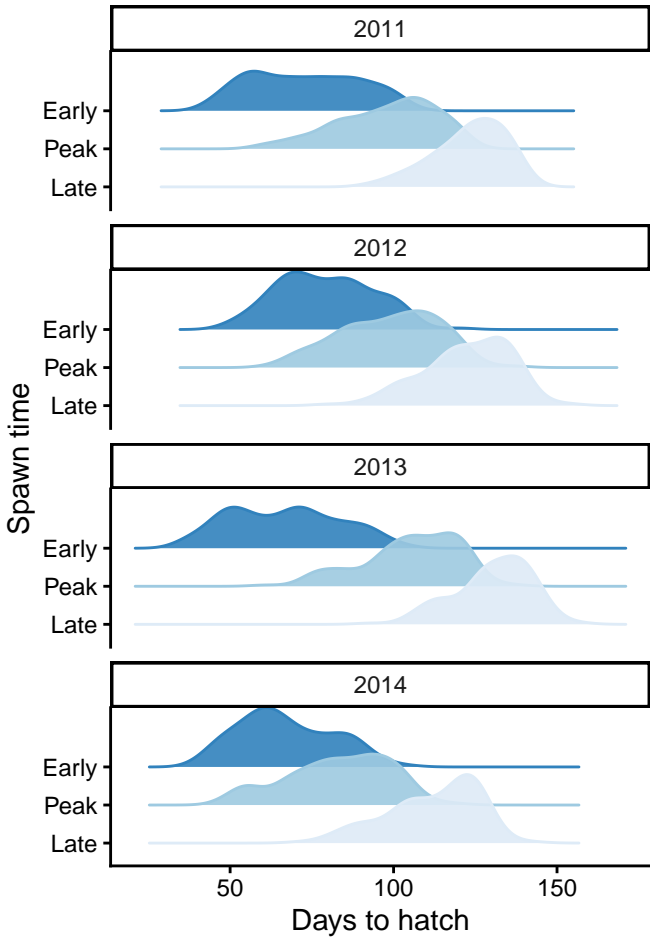 2011
Early
Peak
Late
2012
Early
Peak
Late
2013
Early
Peak
Late
2014
Early
Peak
Late
50 100 150
Days to hatch
Spawn time